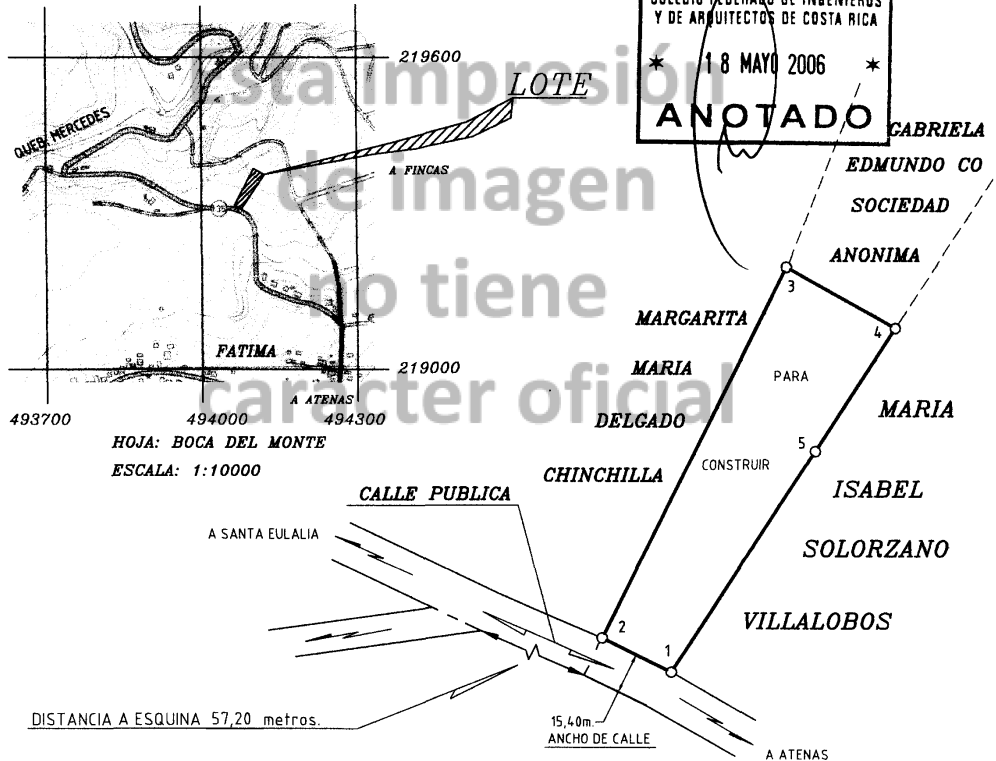 COLEGIO FEDERADO DE INGENIEROS
Y DE ARQUITECTOS DE COSTA RICA
* 18 MAYO 2006 *
ANOTADO
Esta impresión
de imagen
no tiene
caracter oficial
219600
LOTE
QUEB. MERCEDES
A FINCAS
FATIMA
219000
A ATENAS
493700
494000
494300
HOJA: BOCA DEL MONTE
ESCALA: 1:10000
GABRIELA
EDMUNDO CO
SOCIEDAD
ANONIMA
3
4
MARGARITA
MARIA
DELGADO
CHINCHILLA
PARA
CONSTRUIR
5
MARIA
ISABEL
SOLORZANO
VILLALOBOS
CALLE PUBLICA
A SANTA EULALIA
2
1
DISTANCIA A ESQUINA 57,20 metros.
15,40m.
ANCHO DE CALLE
A ATENAS